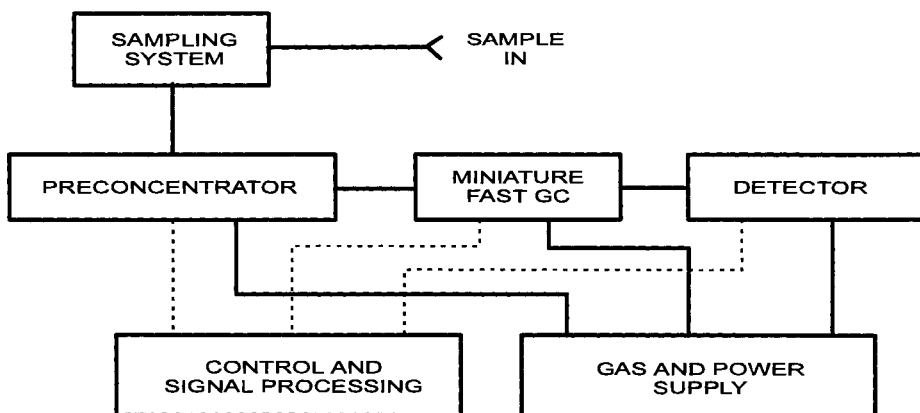 SAMPLING
SYSTEM
SAMPLE
IN
PRECONCENTRATOR
MINIATURE
FAST GC
DETECTOR
CONTROL AND
SIGNAL PROCESSING
GAS AND POWER
SUPPLY